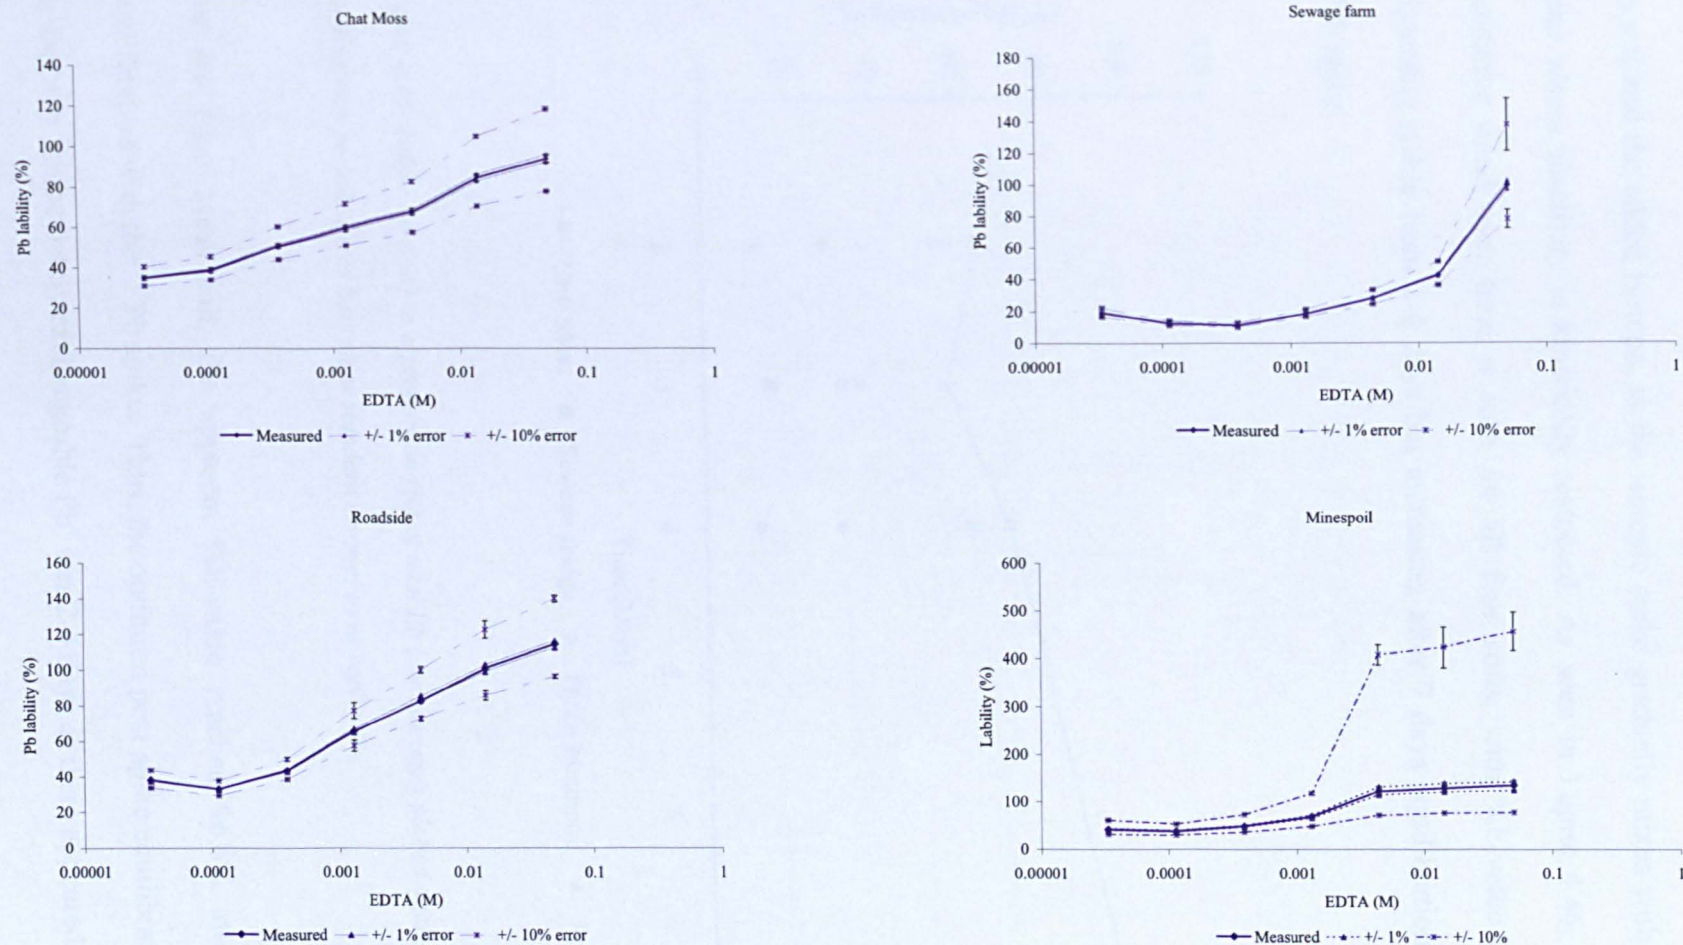 Chat Moss
140
120
100
80
60
40
20
0
Pb lability (%)
0.00001 0.0001 0.001 0.01 0.1 1
EDTA (M)
Measured +/- 1% error +/- 10% error
Sewage farm
180
160
140
120
100
80
60
40
20
0
Pb lability (%)
0.00001 0.0001 0.001 0.01 0.1 1
EDTA (M)
Measured +/- 1% error +/- 10% error
Roadside
160
140
120
100
80
60
40
20
0
Pb lability (%)
0.00001 0.0001 0.001 0.01 0.1 1
EDTA (M)
Measured +/- 1% error +/- 10% error
Minespoil
600
500
400
300
200
100
0
Lability (%)
0.00001 0.0001 0.001 0.01 0.1 1
EDTA (M)
Measured +/- 1% +/- 10%